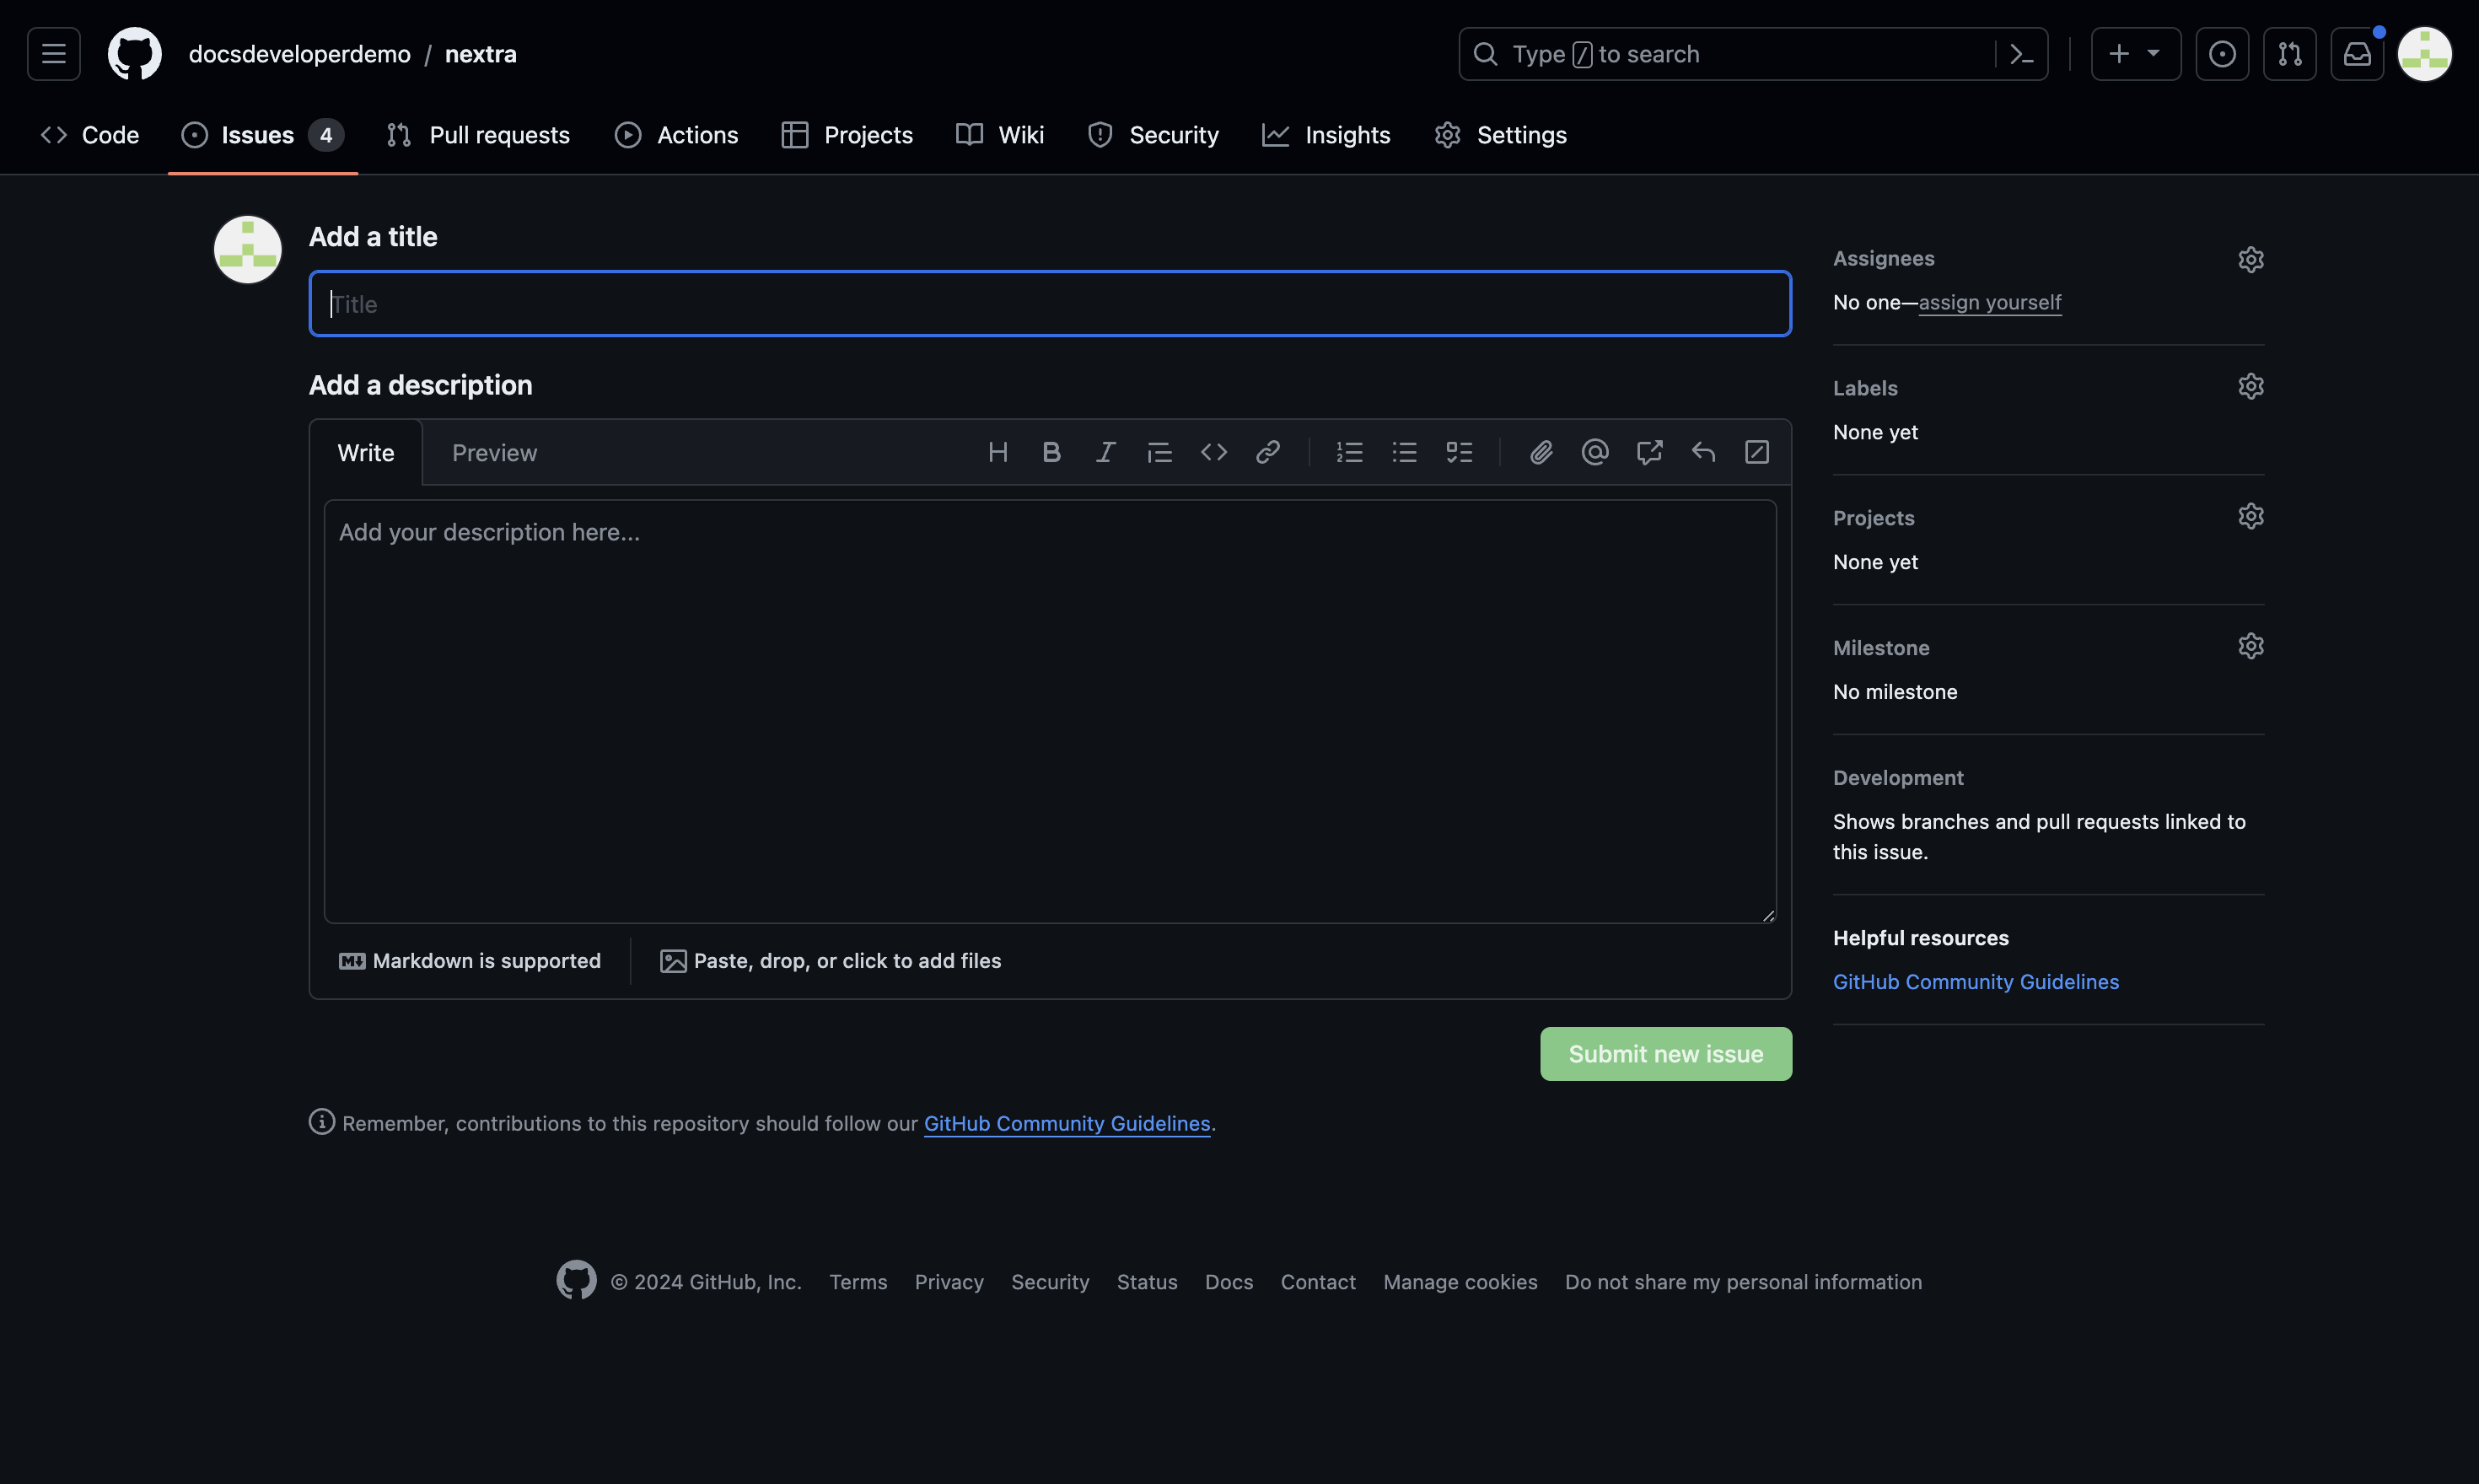 docsdeveloperdemo / nextra
Type / to search
Code
Issues 4
Pull requests
Actions
Projects
Wiki
Security
Insights
Settings
Add a title
Title
Add a description
Write
Preview
Add your description here...
Markdown is supported
Paste, drop, or click to add files
Submit new issue
Remember, contributions to this repository should follow our GitHub Community Guidelines.
Assignees
No one—assign yourself
Labels
None yet
Projects
None yet
Milestone
No milestone
Development
Shows branches and pull requests linked to
this issue.
Helpful resources
GitHub Community Guidelines
© 2024 GitHub, Inc.
Terms
Privacy
Security
Status
Docs
Contact
Manage cookies
Do not share my personal information